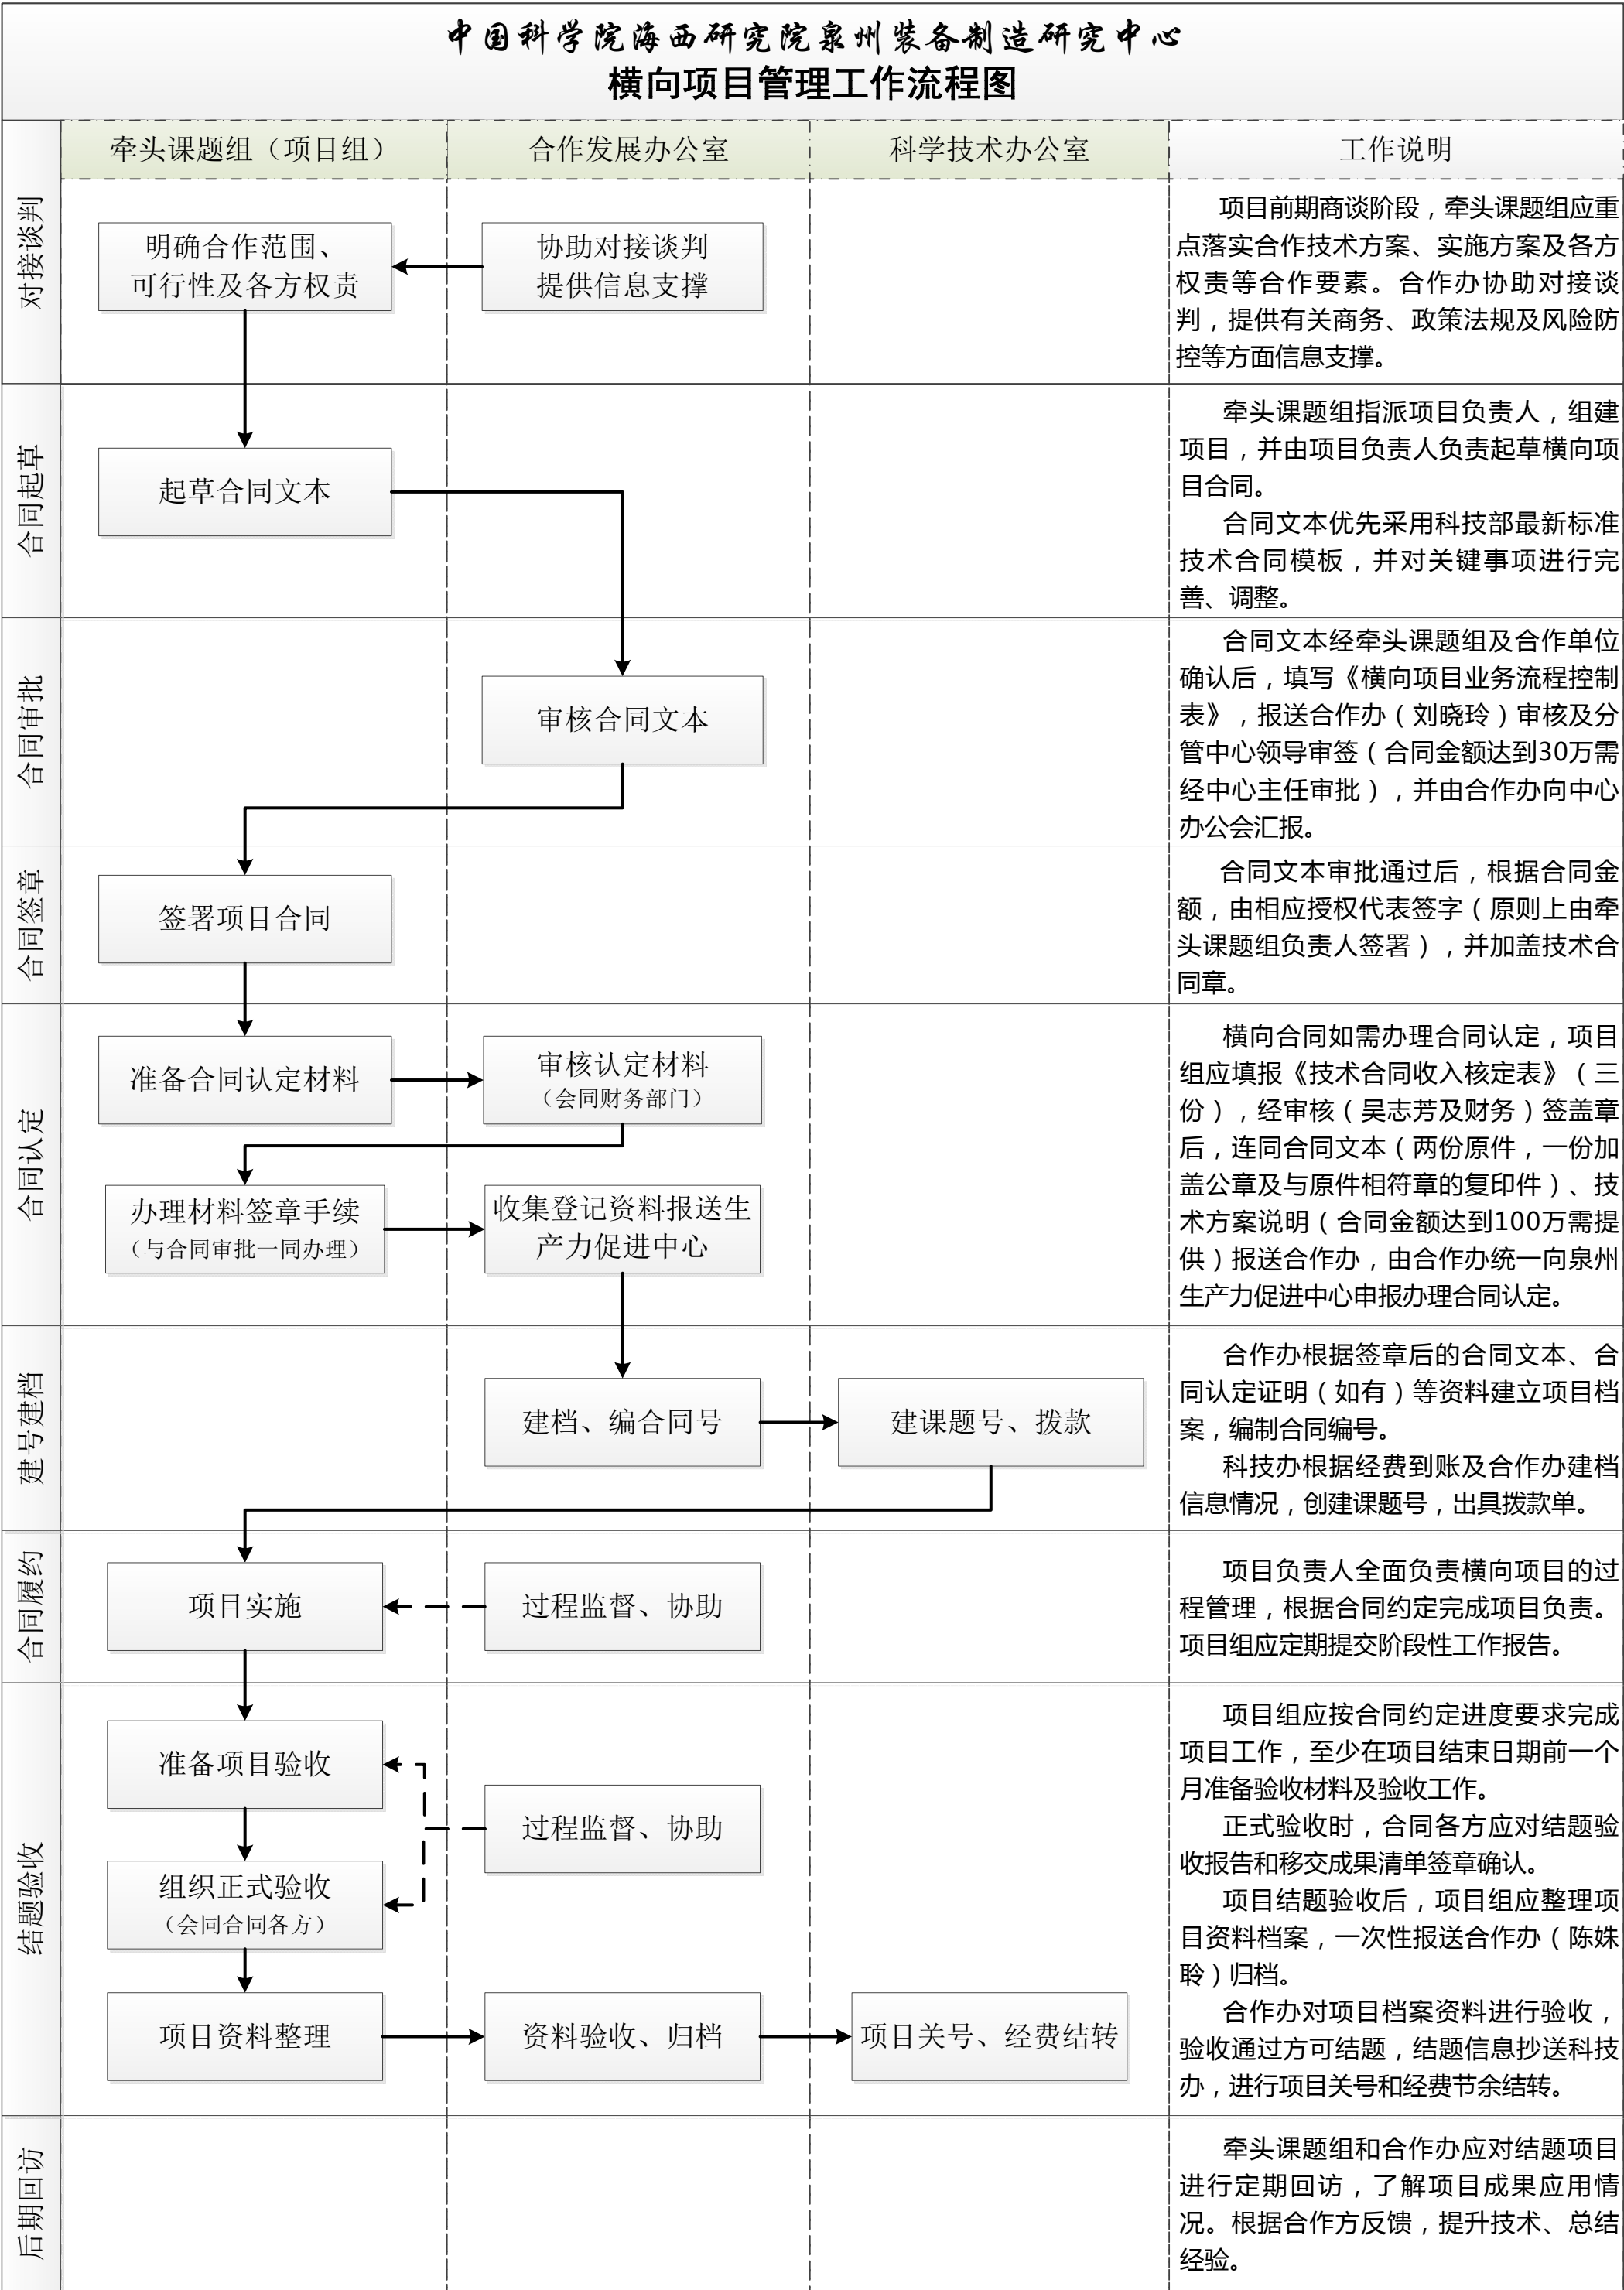 中国科学院海西研究院泉州装备制造研究中心
横向项目管理工作流程图
牵头课题组（项目组）
合作发展办公室
科学技术办公室
工作说明
对接谈判
明确合作范围、
可行性及各方权责
协助对接谈判
提供信息支撑
项目前期商谈阶段，牵头课题组应重
点落实合作技术方案、实施方案及各方
权责等合作要素。合作办协助对接谈
判，提供有关商务、政策法规及风险防
控等方面信息支撑。
合同起草
起草合同文本
牵头课题组指派项目负责人，组建
项目，并由项目负责人负责起草横向项
目合同。
合同文本优先采用科技部最新标准
技术合同模板，并对关键事项进行完
善、调整。
合同审批
审核合同文本
合同文本经牵头课题组及合作单位
确认后，填写《横向项目业务流程控制
表》，报送合作办（刘晓玲）审核及分
管中心领导审签（合同金额达到30万需
经中心主任审批），并由合作办向中心
办公会汇报。
合同签章
签署项目合同
合同文本审批通过后，根据合同金
额，由相应授权代表签字（原则上由牵
头课题组负责人签署），并加盖技术合
同章。
合同认定
准备合同认定材料
审核认定材料
（会同财务部门）
办理材料签章手续
（与合同审批一同办理）
收集登记资料报送生
产力促进中心
横向合同如需办理合同认定，项目
组应填报《技术合同收入核定表》（三
份），经审核（吴志芳及财务）签盖章
后，连同合同文本（两份原件，一份加
盖公章及与原件相符章的复印件）、技
术方案说明（合同金额达到100万需提
供）报送合作办，由合作办统一向泉州
生产力促进中心申报办理合同认定。
建号建档
建档、编合同号
建课题号、拨款
合作办根据签章后的合同文本、合
同认定证明（如有）等资料建立项目档
案，编制合同编号。
科技办根据经费到账及合作办建档
信息情况，创建课题号，出具拨款单。
合同履约
项目实施
过程监督、协助
项目负责人全面负责横向项目的过
程管理，根据合同约定完成项目负责。
项目组应定期提交阶段性工作报告。
结题验收
准备项目验收
过程监督、协助
组织正式验收
（会同合同各方）
项目资料整理
资料验收、归档
项目关号、经费结转
项目组应按合同约定进度要求完成
项目工作，至少在项目结束日期前一个
月准备验收材料及验收工作。
正式验收时，合同各方应对结题验
收报告和移交成果清单签章确认。
项目结题验收后，项目组应整理项
目资料档案，一次性报送合作办（陈姝
聆）归档。
合作办对项目档案资料进行验收，
验收通过方可结题，结题信息抄送科技
办，进行项目关号和经费节余结转。
后期回访
牵头课题组和合作办应对结题项目
进行定期回访，了解项目成果应用情
况。根据合作方反馈，提升技术、总结
经验。